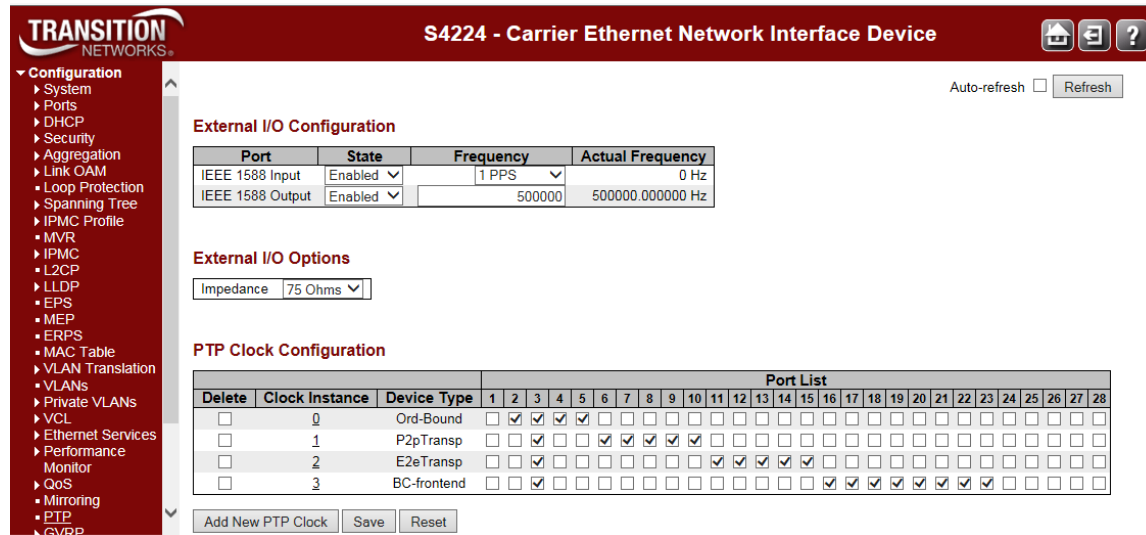 TRANSITION
NETWORKS®
S4224 - Carrier Ethernet Network Interface Device
?
Configuration
System
Ports
DHCP
Security
Aggregation
Link OAM
Loop Protection
Spanning Tree
IPMC Profile
MVR
IPMC
L2CP
LLDP
EPS
MEP
ERPS
MAC Table
VLAN Translation
VLANs
Private VLANs
VCL
Ethernet Services
Performance
Monitor
QoS
Mirroring
PTP
GVRP
Auto-refresh Refresh
External I/O Configuration
Port State Frequency Actual Frequency
IEEE 1588 Input Enabled 1 PPS 0 Hz
IEEE 1588 Output Enabled 500000 500000.000000 Hz
External I/O Options
Impedance 75 Ohms
PTP Clock Configuration
Port List
Delete Clock Instance Device Type 1 2 3 4 5 6 7 8 9 10 11 12 13 14 15 16 17 18 19 20 21 22 23 24 25 26 27 28
0 Ord-Bound
1 P2pTransp
2 E2eTransp
3 BC-frontend
Add New PTP Clock Save Reset